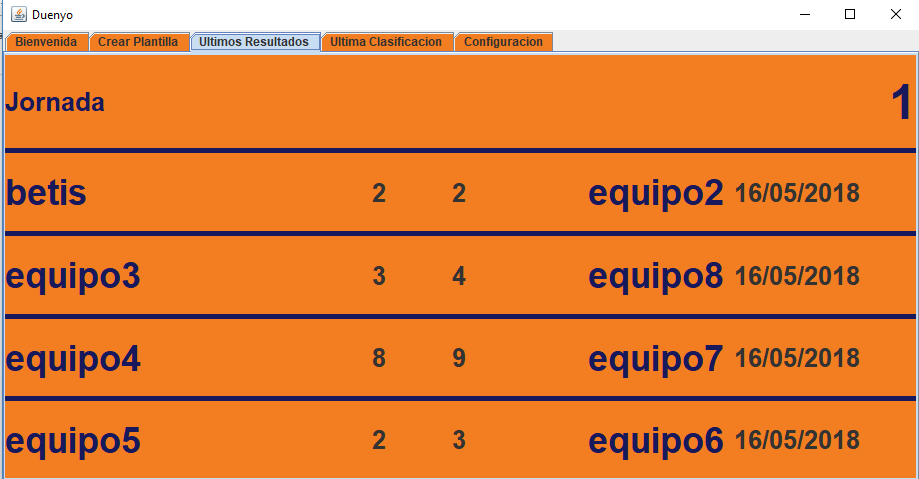 Duenyo
Bienvenida Crear Plantilla Ultimos Resultados Ultima Clasificacion Configuracion
Jornada 1
betis 2 2 equipo2 16/05/2018
equipo3 3 4 equipo8 16/05/2018
equipo4 8 9 equipo7 16/05/2018
equipo5 2 3 equipo6 16/05/2018